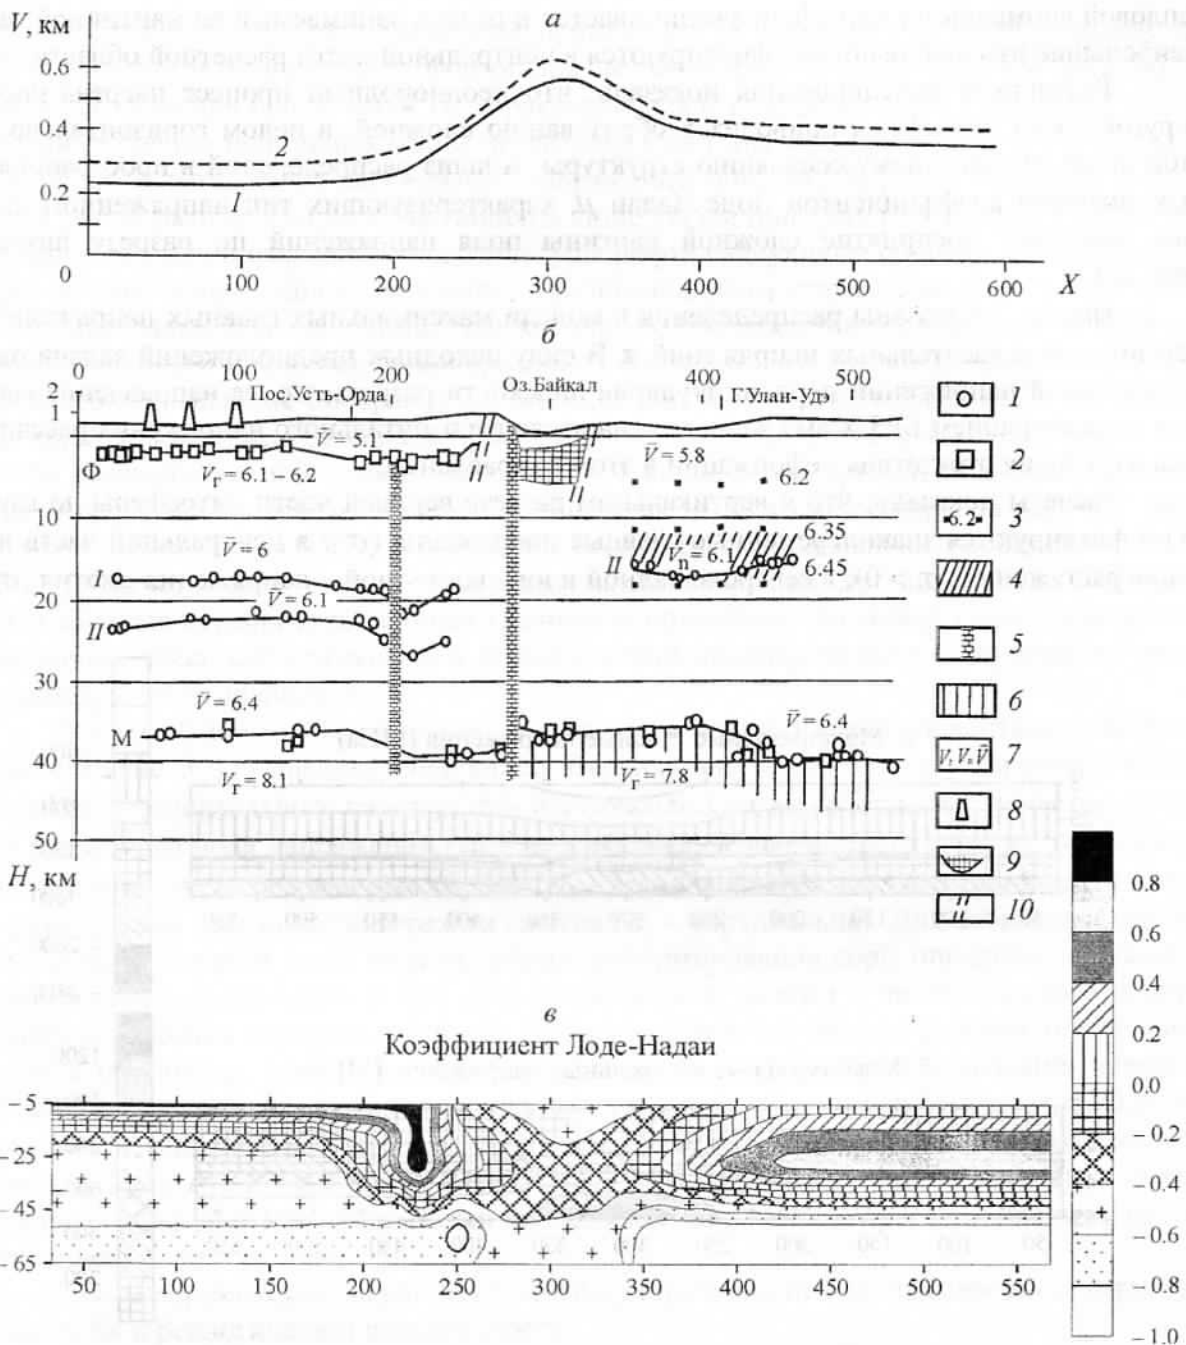 V, км
а
0.6
0.4
0.2
2
1
0 100 200 300 400 500 600 X
б
0 100 200 400 500
Пос.Усть-Орда Оз.Байкал Г.Улан-Удэ
2
1
V̄ = 5.1
V̄ = 5.8
Ф
Vг = 6.1 – 6.2
6.2
10
6.35
V̄ = 6
Vп = 6.1
I
II
6.45
V̄ = 6.1
20
II
30
V̄ = 6.4
V̄ = 6.4
М
40
Vг = 8.1
Vг = 7.8
50
Н, км
1
2
6.2 3
4
5
6
V, Vг, V̄ 7
8
9
10
в
Коэффициент Лоде-Надаи
–5
–25
–45
–65
50 100 150 200 250 300 350 400 450 500 550
0.8
0.6
0.4
0.2
0.0
– 0.2
– 0.4
– 0.6
– 0.8
– 1.0